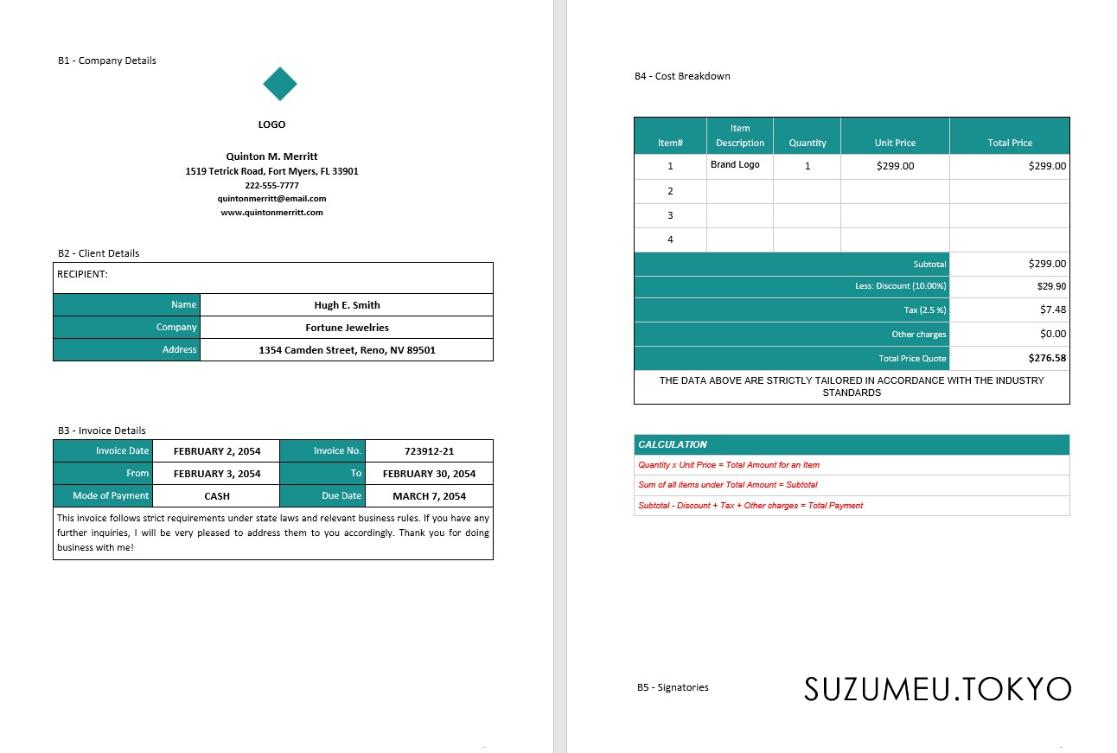 B1 - Company Details
LOGO
Quinton M. Merritt
1519 Tetrick Road, Fort Myers, FL 33901
222-555-7777
quintonmerritt@email.com
www.quintonmerritt.com
B2 - Client Details
RECIPIENT:
Name Hugh E. Smith
Company Fortune Jewelries
Address 1354 Camden Street, Reno, NV 89501
B3 - Invoice Details
Invoice Date FEBRUARY 2, 2054 Invoice No. 723912-21
From FEBRUARY 3, 2054 To FEBRUARY 30, 2054
Mode of Payment CASH Due Date MARCH 7, 2054
This invoice follows strict requirements under state laws and relevant business rules. If you have any
further inquiries, I will be very pleased to address them to you accordingly. Thank you for doing
business with me!
B4 - Cost Breakdown
Item# Item Description Quantity Unit Price Total Price
1 Brand Logo 1 $299.00 $299.00
2
3
4
Subtotal $299.00
Less: Discount (10.00%) $29.90
Tax (2.5 %) $7.48
Other charges $0.00
Total Price Quote $276.58
THE DATA ABOVE ARE STRICTLY TAILORED IN ACCORDANCE WITH THE INDUSTRY
STANDARDS
CALCULATION
Quantity x Unit Price = Total Amount for an Item
Sum of all items under Total Amount = Subtotal
Subtotal - Discount + Tax + Other charges = Total Payment
B5 - Signatories
SUZUMEU.TOKYO